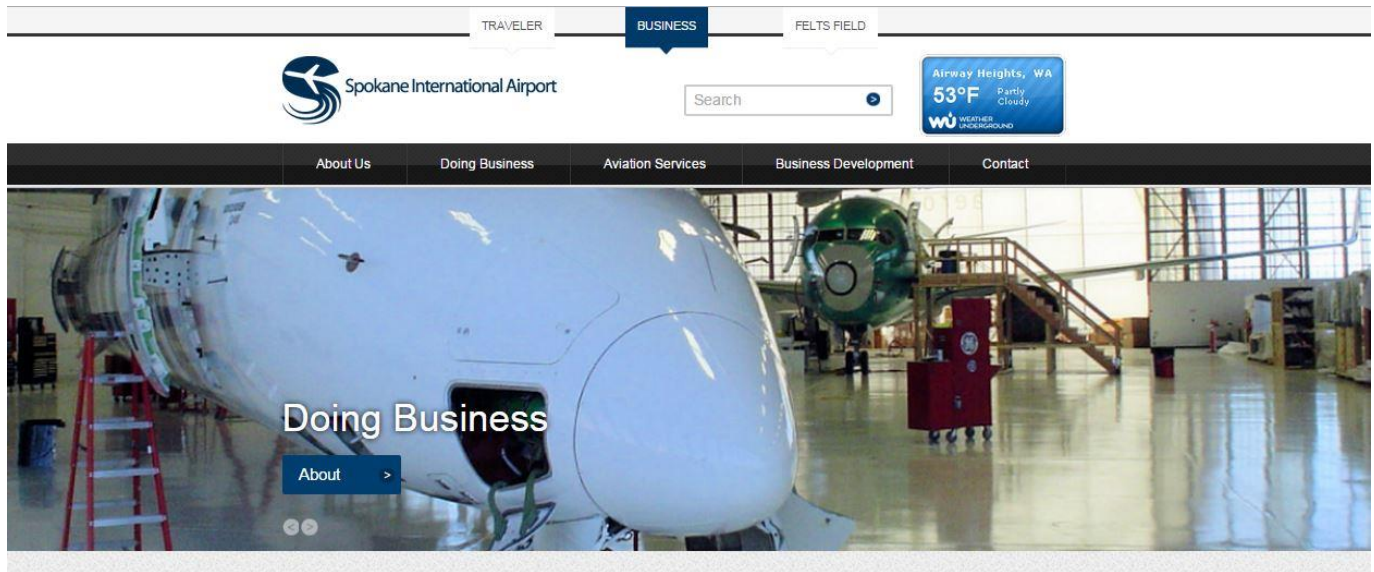 TRAVELER
BUSINESS
FELTS FIELD
Spokane International Airport
Search
Airway Heights, WA
53°F
Partly
Cloudy
WEATHER
UNDERGROUND
About Us
Doing Business
Aviation Services
Business Development
Contact
Doing Business
About >